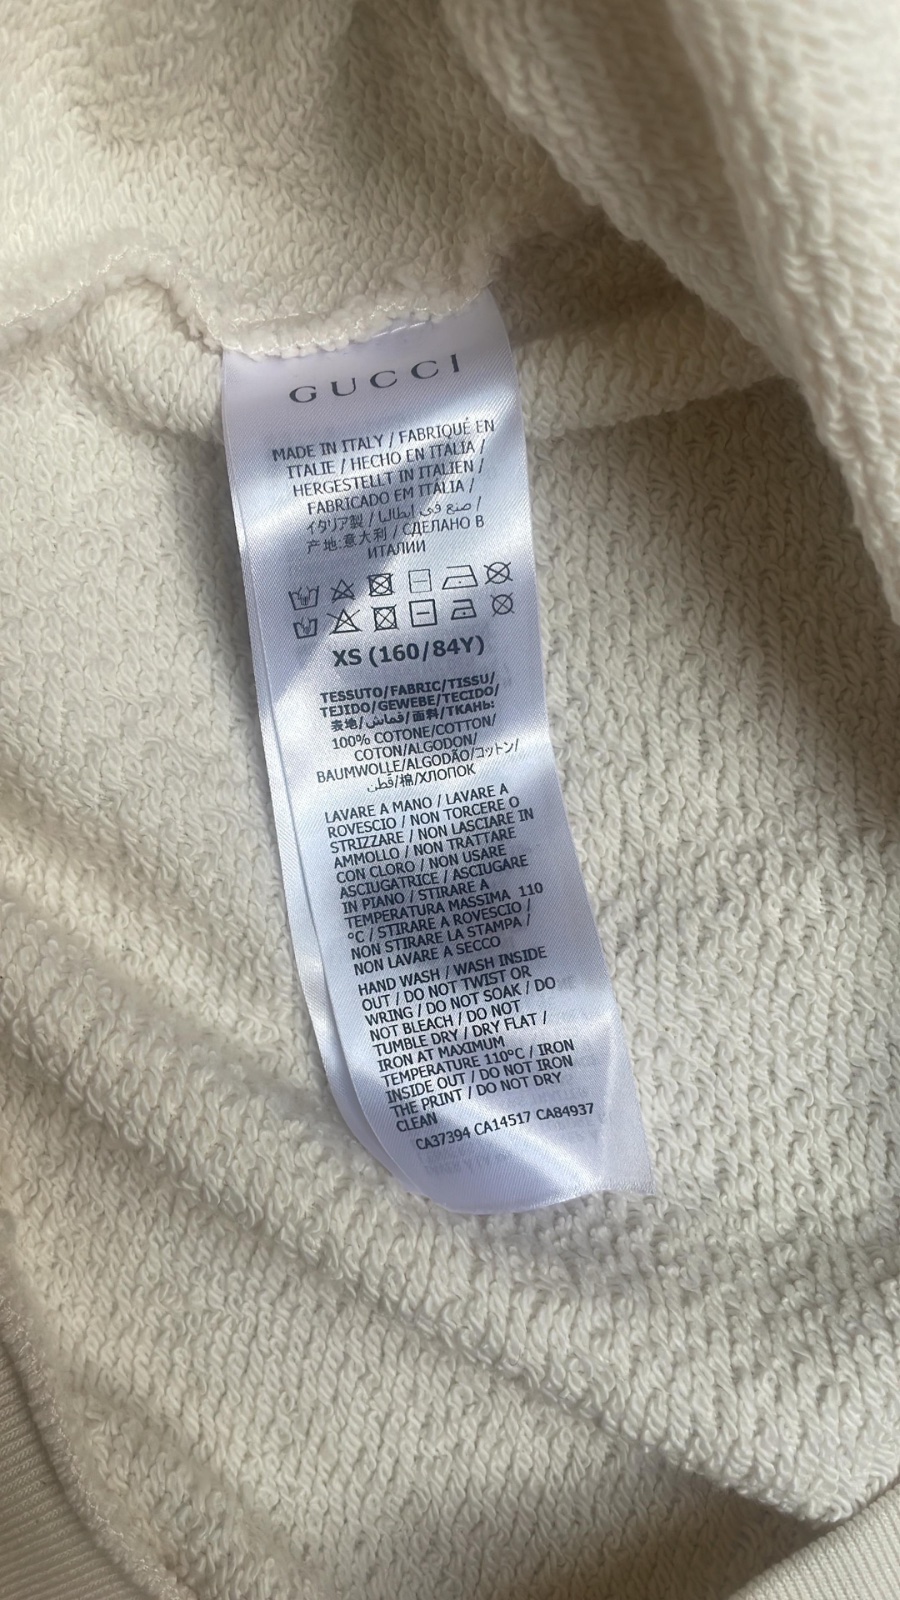 GUCCI
MADE IN ITALY / FABRIQUÉ EN
ITALIE / HECHO EN ITALIA /
HERGESTELLT IN ITALIEN /
FABRICADO EM ITÁLIA /
イタリア製 / صنع في ايطاليا /
产地:意大利 / СДЕЛАНО В
ИТАЛИИ
XS (160/84Y)
TESSUTO/FABRIC/TISSU/
TEJIDO/GEWEBE/TECIDO/
表地/قماش/面料/ТКАНЬ:
100% COTONE/COTTON/
COTON/ALGODON/
BAUMWOLLE/ALGODÃO/コットン/
قطن/棉/ХЛОПОК
LAVARE A MANO / LAVARE A
ROVESCIO / NON TORCERE O
STRIZZARE / NON LASCIARE IN
AMMOLLO / NON TRATTARE
CON CLORO / NON USARE
ASCIUGATRICE / ASCIUGARE
IN PIANO / STIRARE A
TEMPERATURA MASSIMA 110
°C / STIRARE A ROVESCIO /
NON STIRARE LA STAMPA /
NON LAVARE A SECCO
HAND WASH / WASH INSIDE
OUT / DO NOT TWIST OR
WRING / DO NOT SOAK / DO
NOT BLEACH / DO NOT
TUMBLE DRY / DRY FLAT /
IRON AT MAXIMUM
TEMPERATURE 110°C / IRON
INSIDE OUT / DO NOT IRON
THE PRINT / DO NOT DRY
CLEAN
CA37394 CA14517 CA84937